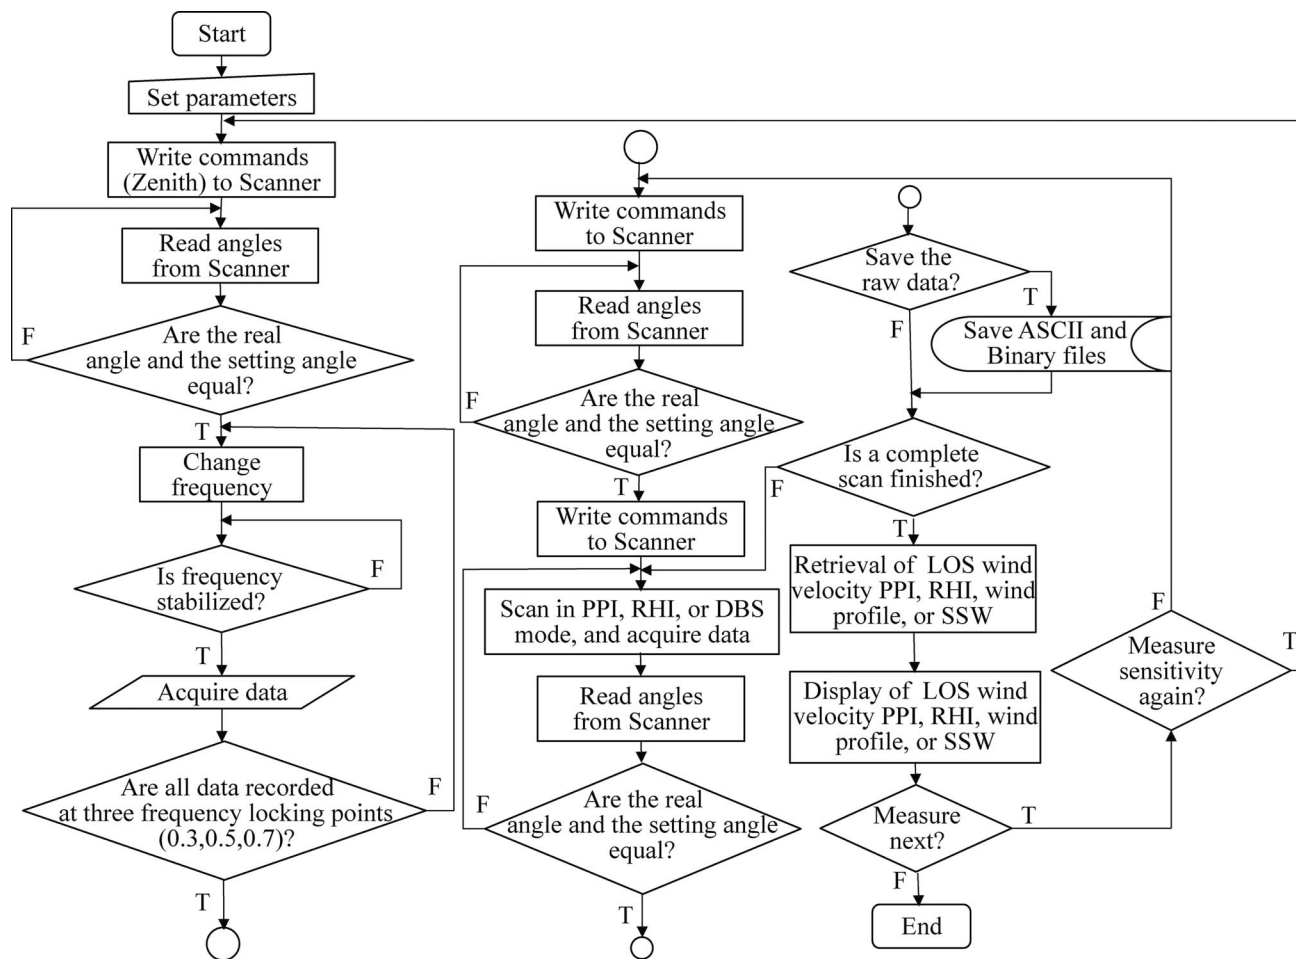 Start
Set parameters
Write commands
(Zenith) to Scanner
Read angles
from Scanner
F
Are the real
angle and the setting angle
equal?
T
Change
frequency
Is frequency
stabilized?
F
T
Acquire data
Are all data recorded
at three frequency locking points
(0.3,0.5,0.7)?
F
T
Write commands
to Scanner
Read angles
from Scanner
F
Are the real
angle and the setting angle
equal?
T
Write commands
to Scanner
Scan in PPI, RHI, or DBS
mode, and acquire data
Read angles
from Scanner
F
Are the real
angle and the setting angle
equal?
T
Save the
raw data?
T
F
Save ASCII and
Binary files
Is a complete
scan finished?
F
T
Retrieval of LOS wind
velocity PPI, RHI, wind
profile, or SSW
Display of LOS wind
velocity PPI, RHI, wind
profile, or SSW
Measure
next?
T
F
End
F
Measure
sensitivity
again?
T